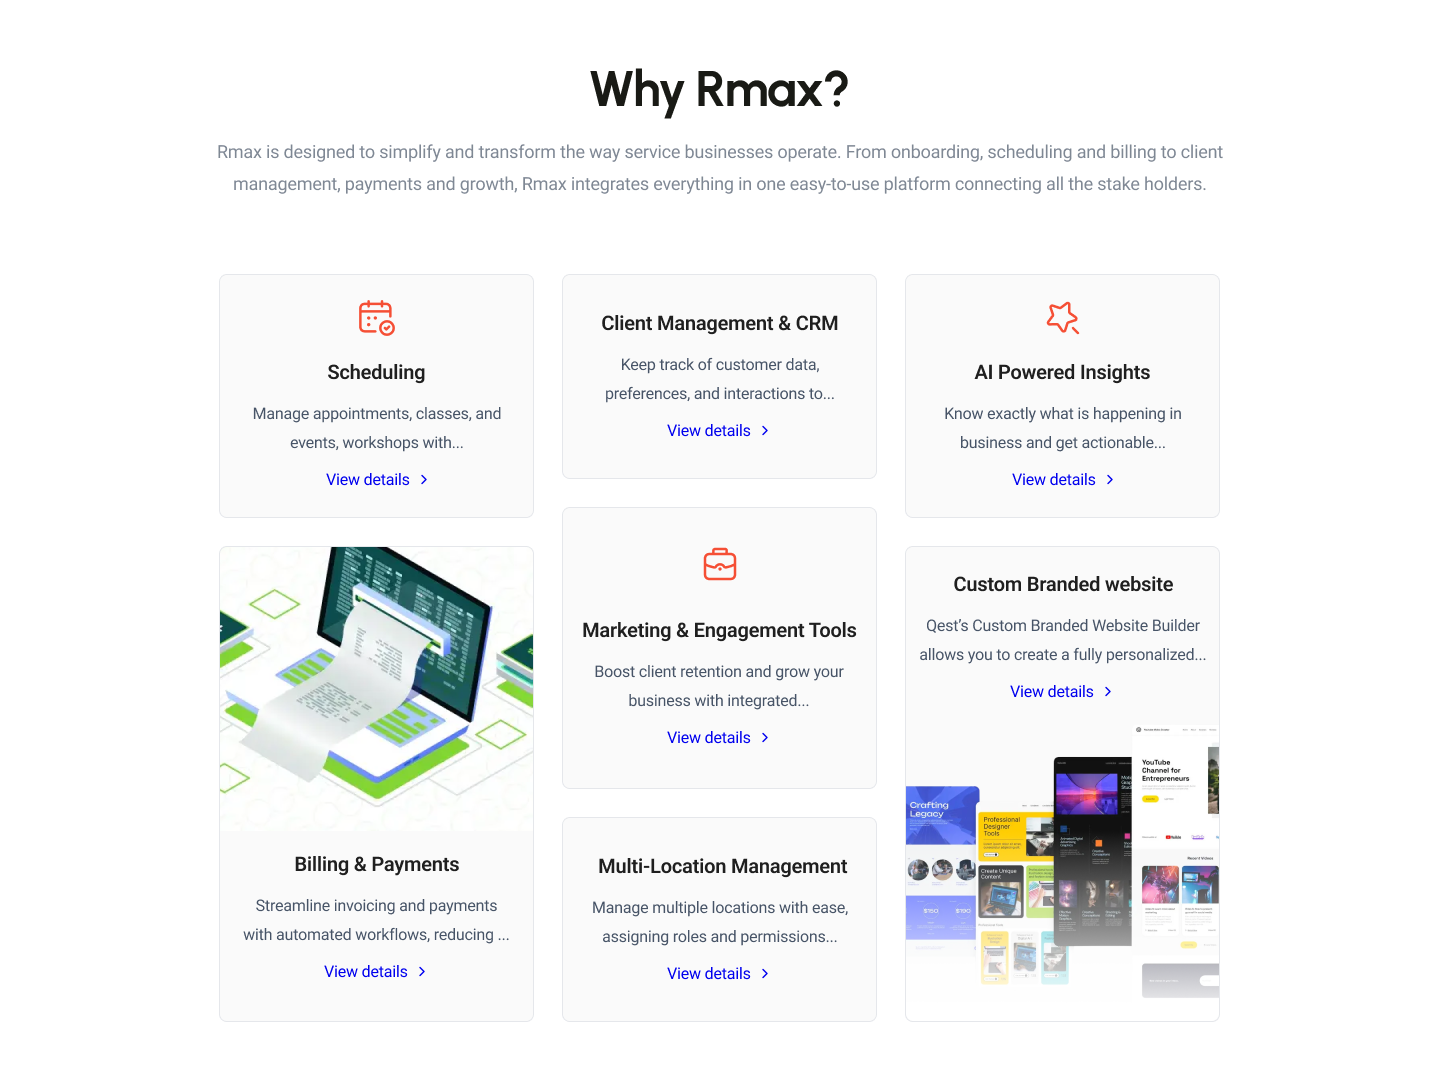 Why Rmax?
Rmax is designed to simplify and transform the way service businesses operate. From onboarding, scheduling and billing to client
management, payments and growth, Rmax integrates everything in one easy-to-use platform connecting all the stake holders.
Scheduling
Manage appointments, classes, and
events, workshops with...
View details
Billing & Payments
Streamline invoicing and payments
with automated workflows, reducing ...
View details
Client Management & CRM
Keep track of customer data,
preferences, and interactions to...
View details
Marketing & Engagement Tools
Boost client retention and grow your
business with integrated...
View details
Multi-Location Management
Manage multiple locations with ease,
assigning roles and permissions...
View details
AI Powered Insights
Know exactly what is happening in
business and get actionable...
View details
Custom Branded website
Qest’s Custom Branded Website Builder
allows you to create a fully personalized...
View details
Crafting
Legacy
$150
$190
Professional
Designer
Tools
Create Unique
Content
YouTube
Channel for
Entrepreneurs
YouTube
Recent Videos